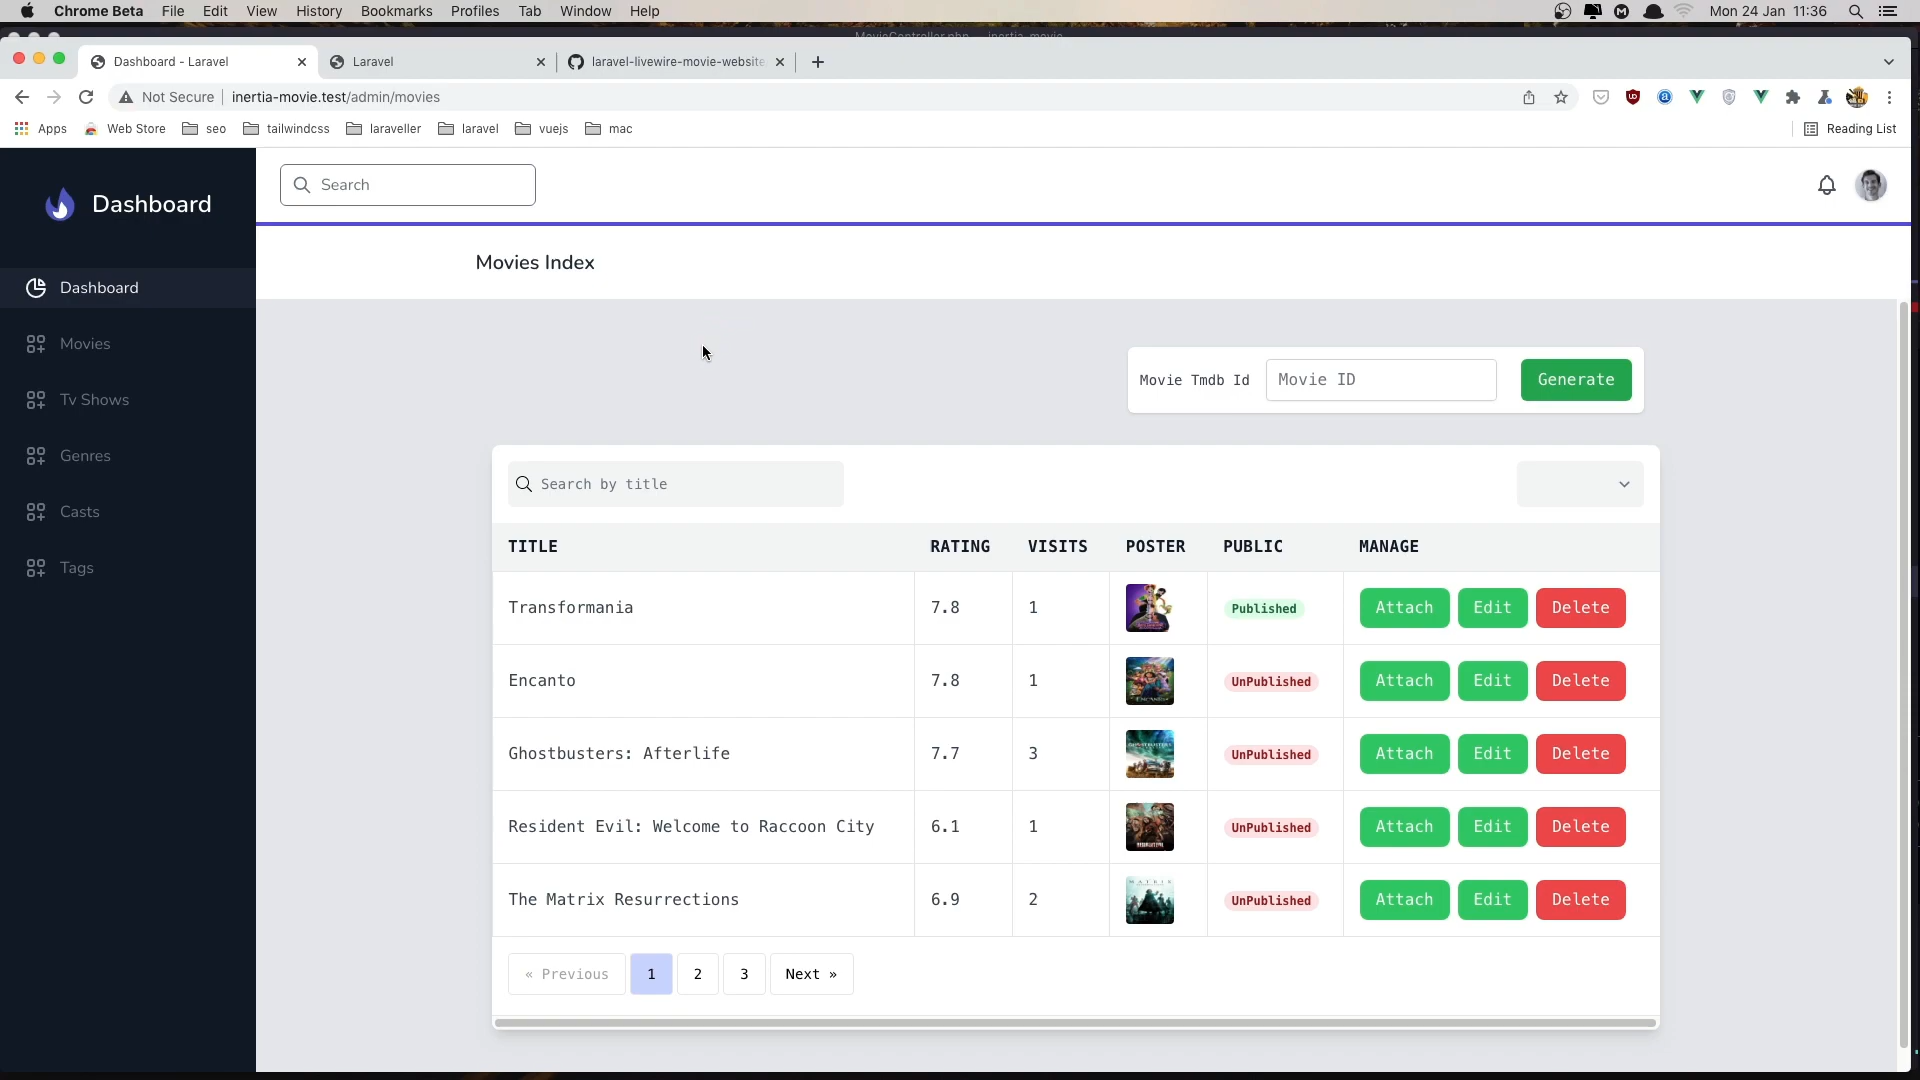 Chrome Beta File Edit View History Bookmarks Profiles Tab Window Help Mon 24 Jan 11:36
MovieController.php — inertia_movie
Dashboard - Laravel Laravel laravel-livewire-movie-website
Not Secure inertia-movie.test/admin/movies
Apps Web Store seo tailwindcss laraveller laravel vuejs mac Reading List
Dashboard
Search
Dashboard
Movies
Tv Shows
Genres
Casts
Tags
Movies Index
Movie Tmdb Id Movie ID Generate
Search by title
TITLE RATING VISITS POSTER PUBLIC MANAGE
Transformania 7.8 1 Published Attach Edit Delete
Encanto 7.8 1 UnPublished Attach Edit Delete
Ghostbusters: Afterlife 7.7 3 UnPublished Attach Edit Delete
Resident Evil: Welcome to Raccoon City 6.1 1 UnPublished Attach Edit Delete
The Matrix Resurrections 6.9 2 UnPublished Attach Edit Delete
« Previous 1 2 3 Next »